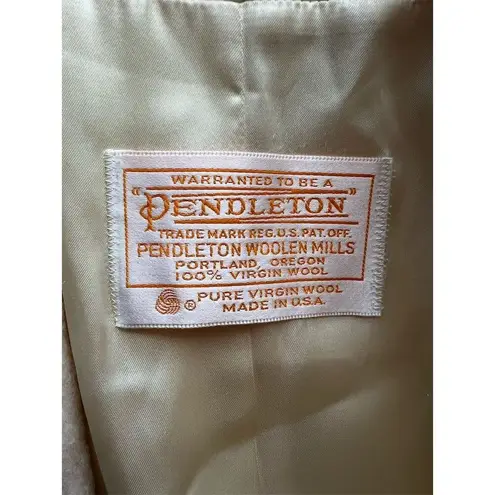 WARRANTED TO BE A
"PENDLETON"
TRADE MARK REG. U.S. PAT. OFF.
PENDLETON WOOLEN MILLS
PORTLAND, OREGON
100% VIRGIN WOOL
® PURE VIRGIN WOOL
MADE IN U.S.A.